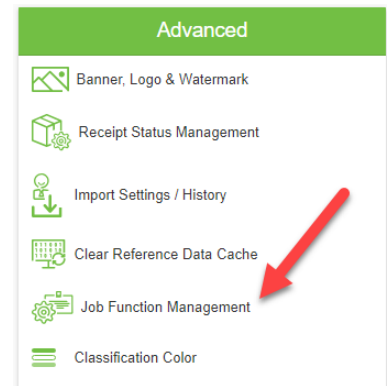 Advanced
Banner, Logo & Watermark
Receipt Status Management
Import Settings / History
Clear Reference Data Cache
Job Function Management
Classification Color